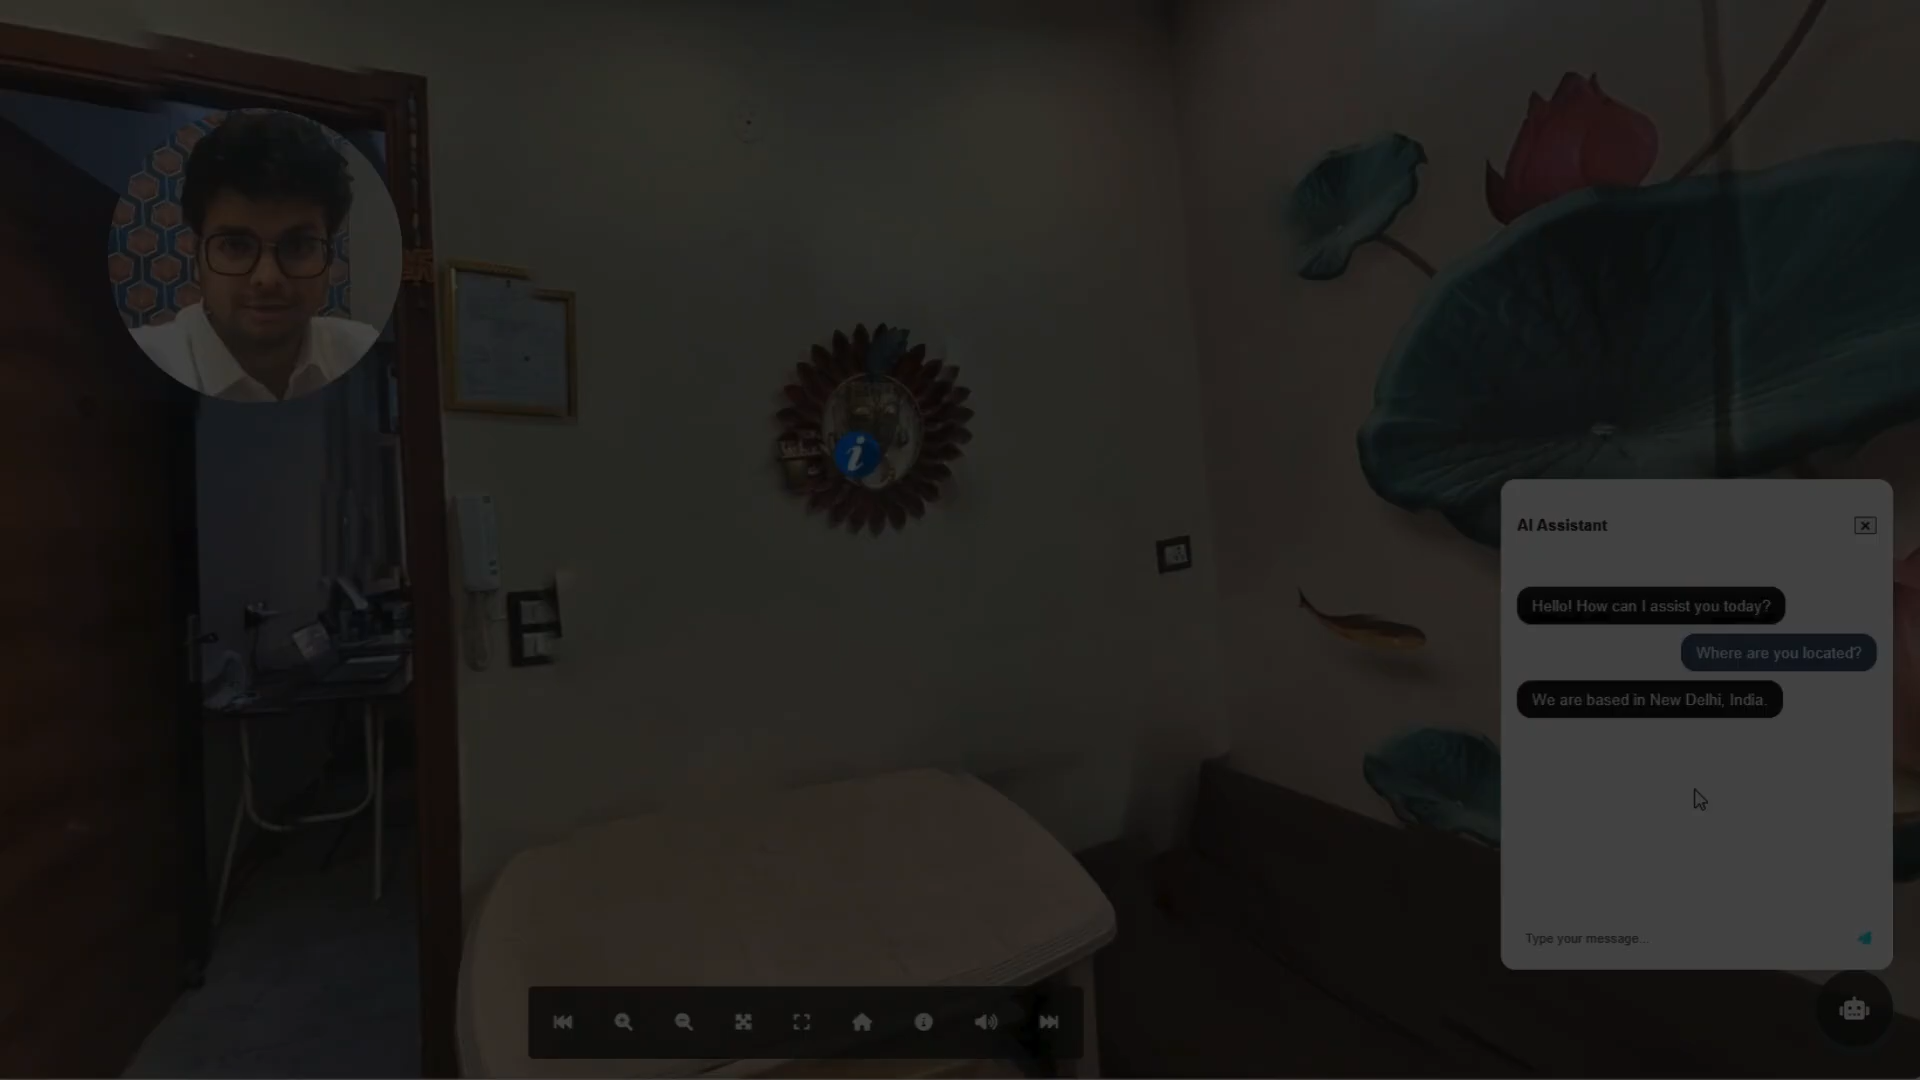 AI Assistant
Hello! How can I assist you today?
Where are you located?
We are based in New Delhi, India.
Type your message...